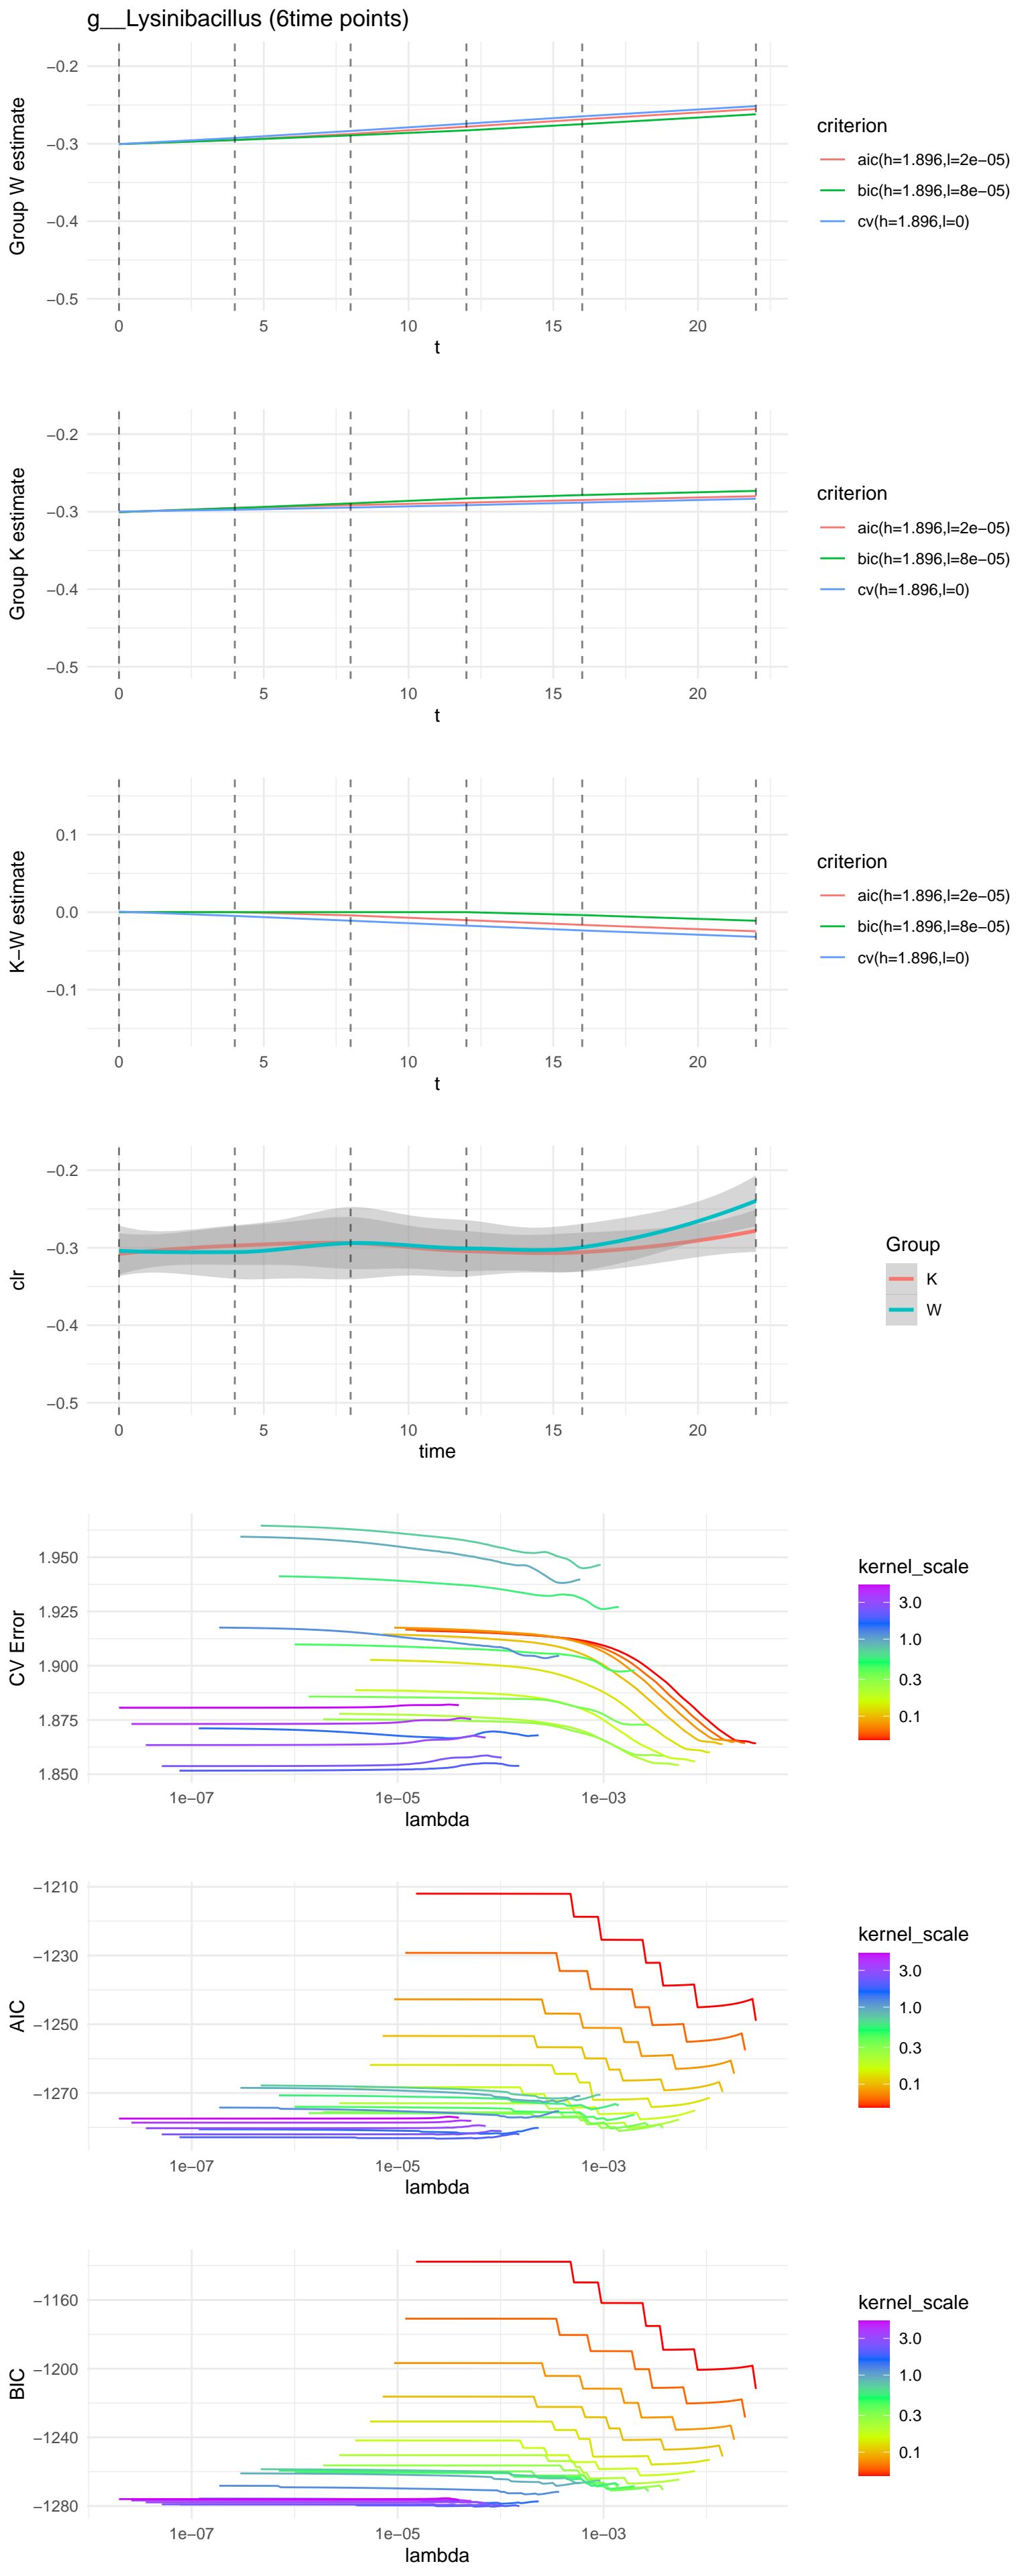 g__Lysinibacillus (6time points)
Group W estimate
−0.2
−0.3
−0.4
−0.5
0 5 10 15 20
t
criterion
aic(h=1.896,l=2e−05)
bic(h=1.896,l=8e−05)
cv(h=1.896,l=0)
Group K estimate
−0.2
−0.3
−0.4
−0.5
0 5 10 15 20
t
criterion
aic(h=1.896,l=2e−05)
bic(h=1.896,l=8e−05)
cv(h=1.896,l=0)
K−W estimate
0.1
0.0
−0.1
0 5 10 15 20
t
criterion
aic(h=1.896,l=2e−05)
bic(h=1.896,l=8e−05)
cv(h=1.896,l=0)
clr
−0.2
−0.3
−0.4
−0.5
0 5 10 15 20
time
Group
K
W
CV Error
1.950
1.925
1.900
1.875
1.850
1e−07 1e−05 1e−03
lambda
kernel_scale
3.0
1.0
0.3
0.1
AIC
−1210
−1230
−1250
−1270
1e−07 1e−05 1e−03
lambda
kernel_scale
3.0
1.0
0.3
0.1
BIC
−1160
−1200
−1240
−1280
1e−07 1e−05 1e−03
lambda
kernel_scale
3.0
1.0
0.3
0.1